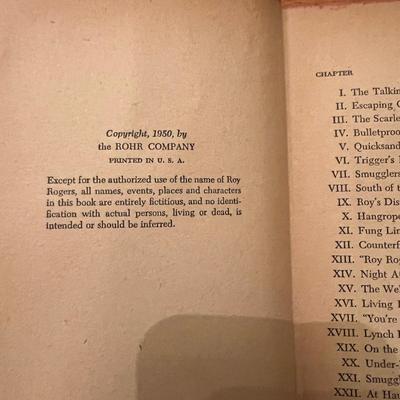 Copyright, 1950, by
the ROHR COMPANY
PRINTED IN U. S. A.
Except for the authorized use of the name of Roy
Rogers, all names, events, places and characters
in this book are entirely fictitious, and no identi-
fication with actual persons, living or dead, is
intended or should be inferred.
CHAPTER
I. The Talkin
II. Escaping
III. The Scarle
IV. Bulletproo
V. Quicksand
VI. Trigger's
VII. Smugglers
VIII. South of
IX. Roy's Dis
X. Hangrope
XI. Fung Lin
XII. Counterf
XIII. "Roy Rog
XIV. Night At
XV. The We
XVI. Living
XVII. "You're
XVIII. Lynch
XIX. On the
XX. Under-
XXI. Smuggl
XXII. At Hau